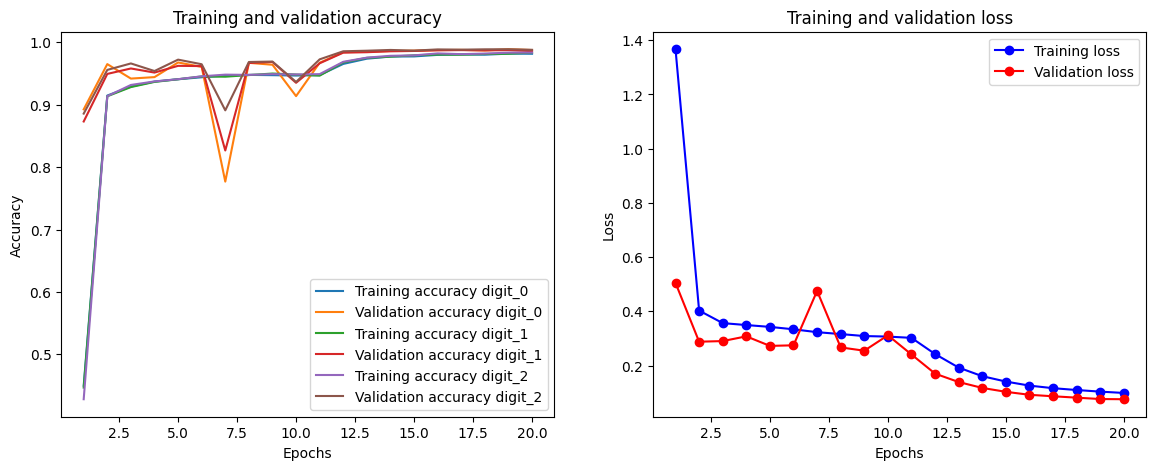 Training and validation accuracy
Accuracy
1.0
0.9
0.8
0.7
0.6
0.5
2.5 5.0 7.5 10.0 12.5 15.0 17.5 20.0
Epochs
Training accuracy digit_0
Validation accuracy digit_0
Training accuracy digit_1
Validation accuracy digit_1
Training accuracy digit_2
Validation accuracy digit_2
Training and validation loss
Loss
1.4
1.2
1.0
0.8
0.6
0.4
0.2
2.5 5.0 7.5 10.0 12.5 15.0 17.5 20.0
Epochs
Training loss
Validation loss